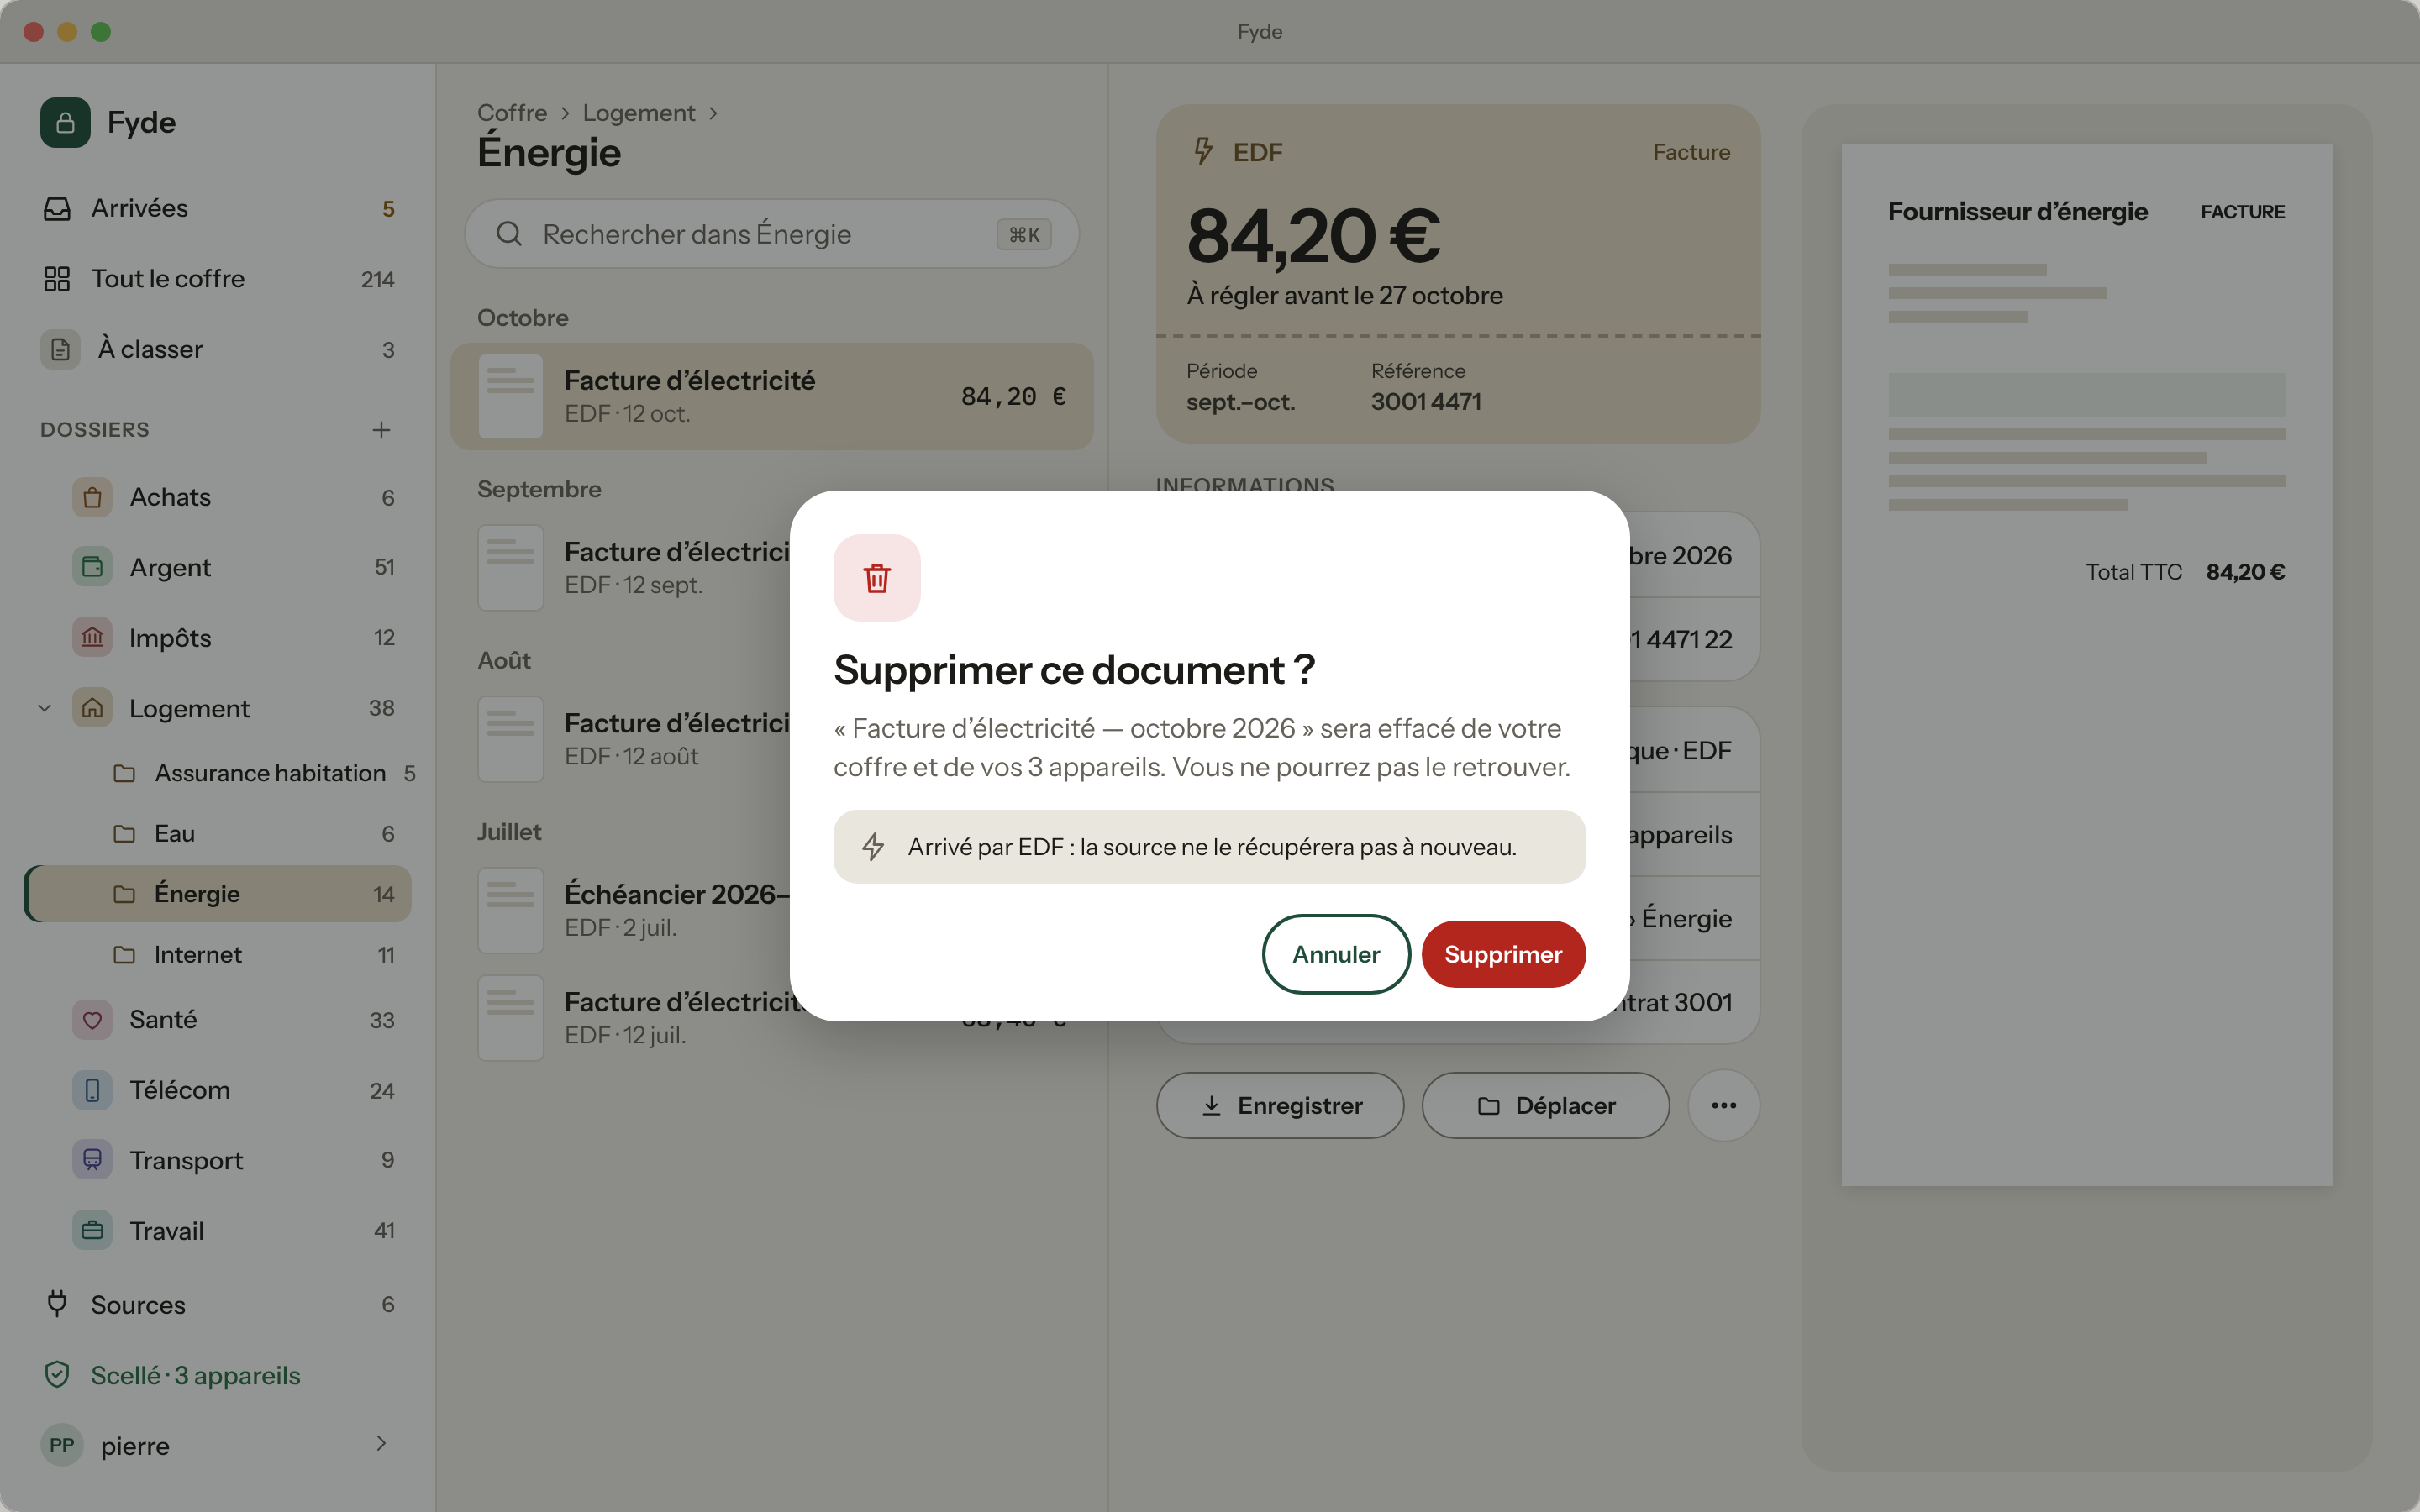 Fyde
Fyde
Arrivées 5
Tout le coffre 214
À classer 3
DOSSIERS
Achats 6
Argent 51
Impôts 12
Logement 38
Assurance habitation 5
Eau 6
Énergie 14
Internet 11
Santé 33
Télécom 24
Transport 9
Travail 41
Sources 6
Scellé · 3 appareils
PP pierre
Coffre > Logement >
Énergie
Rechercher dans Énergie ⌘K
Octobre
Facture d’électricité
EDF · 12 oct.
84,20 €
Septembre
Facture d’électrici
EDF · 12 sept.
Août
Facture d’électrici
EDF · 12 août
Juillet
Échéancier 2026–
EDF · 2 juil.
Facture d’électricit
EDF · 12 juil.
EDF Facture
84,20 €
À régler avant le 27 octobre
Période Référence
sept.–oct. 3001 4471
INFORMATIONS
bre 2026
1 4471 22
que · EDF
appareils
› Énergie
ntrat 3001
Enregistrer Déplacer
Supprimer ce document ?
« Facture d’électricité — octobre 2026 » sera effacé de votre
coffre et de vos 3 appareils. Vous ne pourrez pas le retrouver.
Arrivé par EDF : la source ne le récupérera pas à nouveau.
Annuler Supprimer
Fournisseur d’énergie FACTURE
Total TTC 84,20 €